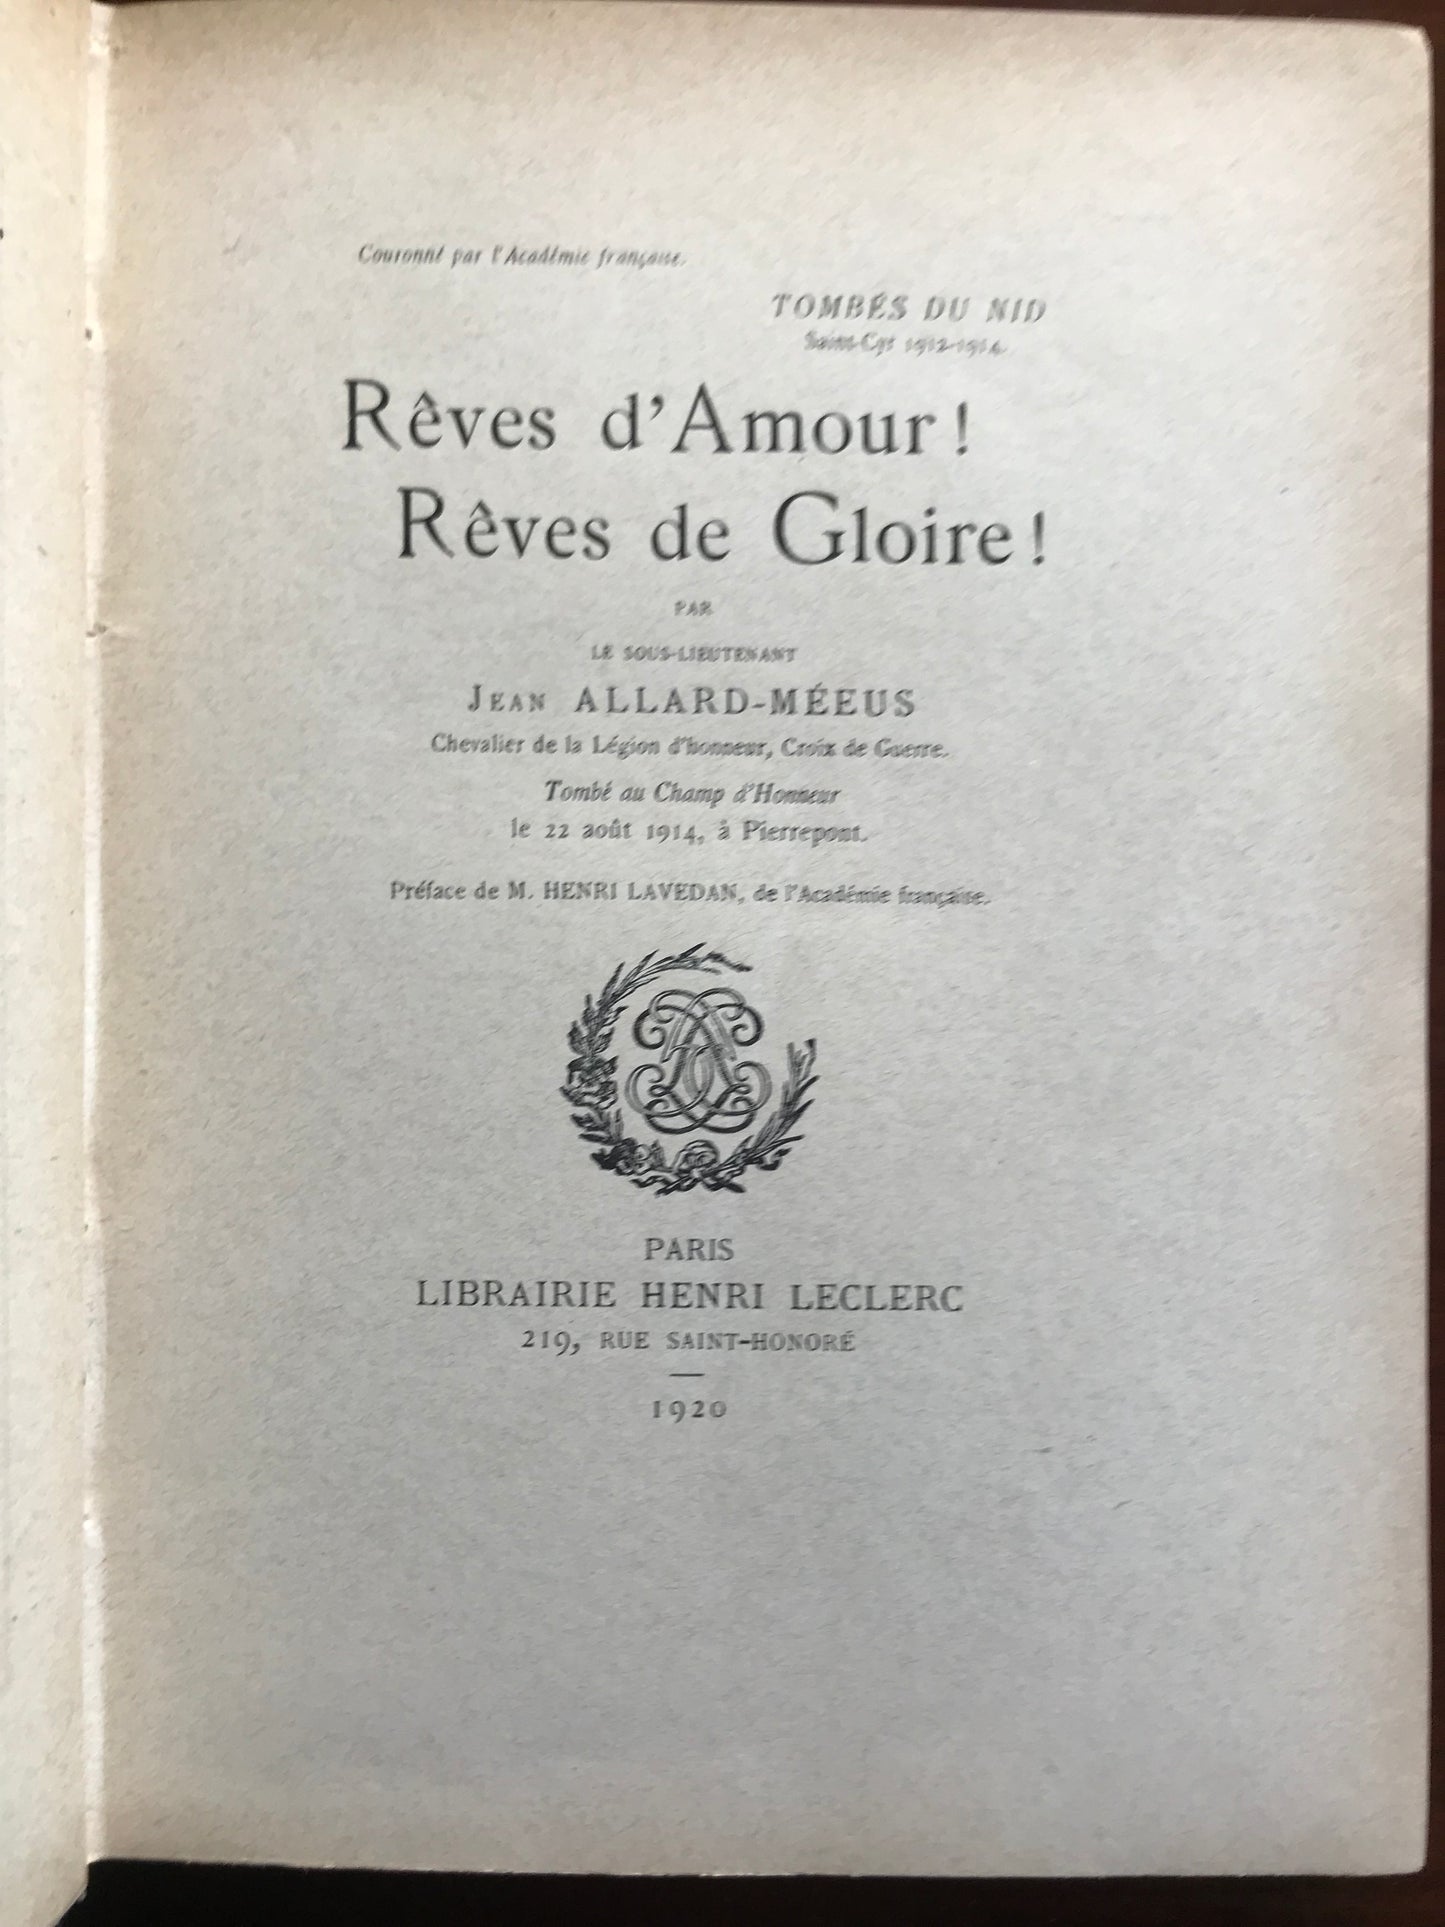 Couronné par l'Académie française.
TOMBÉS DU NID
Saint-Cyr 1912-1914
Rêves d'Amour !
Rêves de Gloire !
PAR
LE SOUS-LIEUTENANT
JEAN ALLARD-MÉEUS
Chevalier de la Légion d'honneur, Croix de Guerre.
Tombé au Champ d'Honneur
le 22 août 1914, à Pierrepont.
Préface de M. HENRI LAVEDAN, de l'Académie française.
PARIS
LIBRAIRIE HENRI LECLERC
219, RUE SAINT-HONORÉ
1920